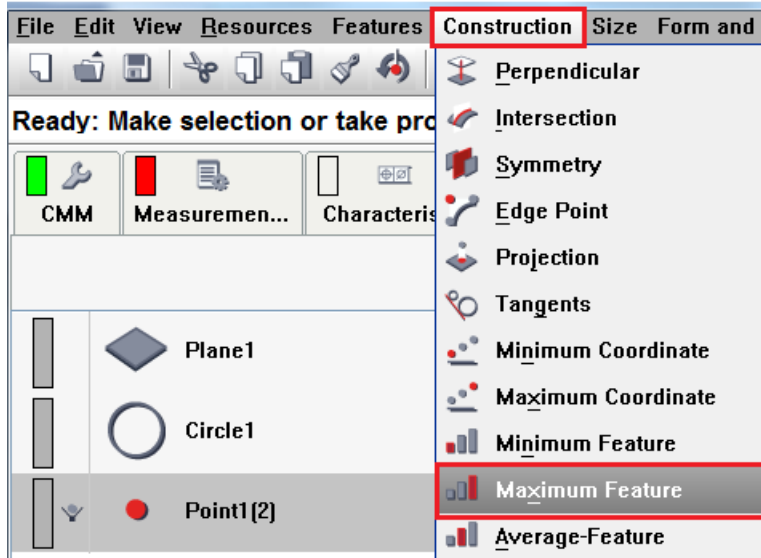 File Edit View Resources Features Construction Size Form and
Perpendicular
Ready: Make selection or take pro
Intersection
Symmetry
CMM Measuremen... Characteris
Edge Point
Projection
Tangents
Plane1
Minimum Coordinate
Maximum Coordinate
Circle1
Minimum Feature
Maximum Feature
Point1(2)
Average-Feature